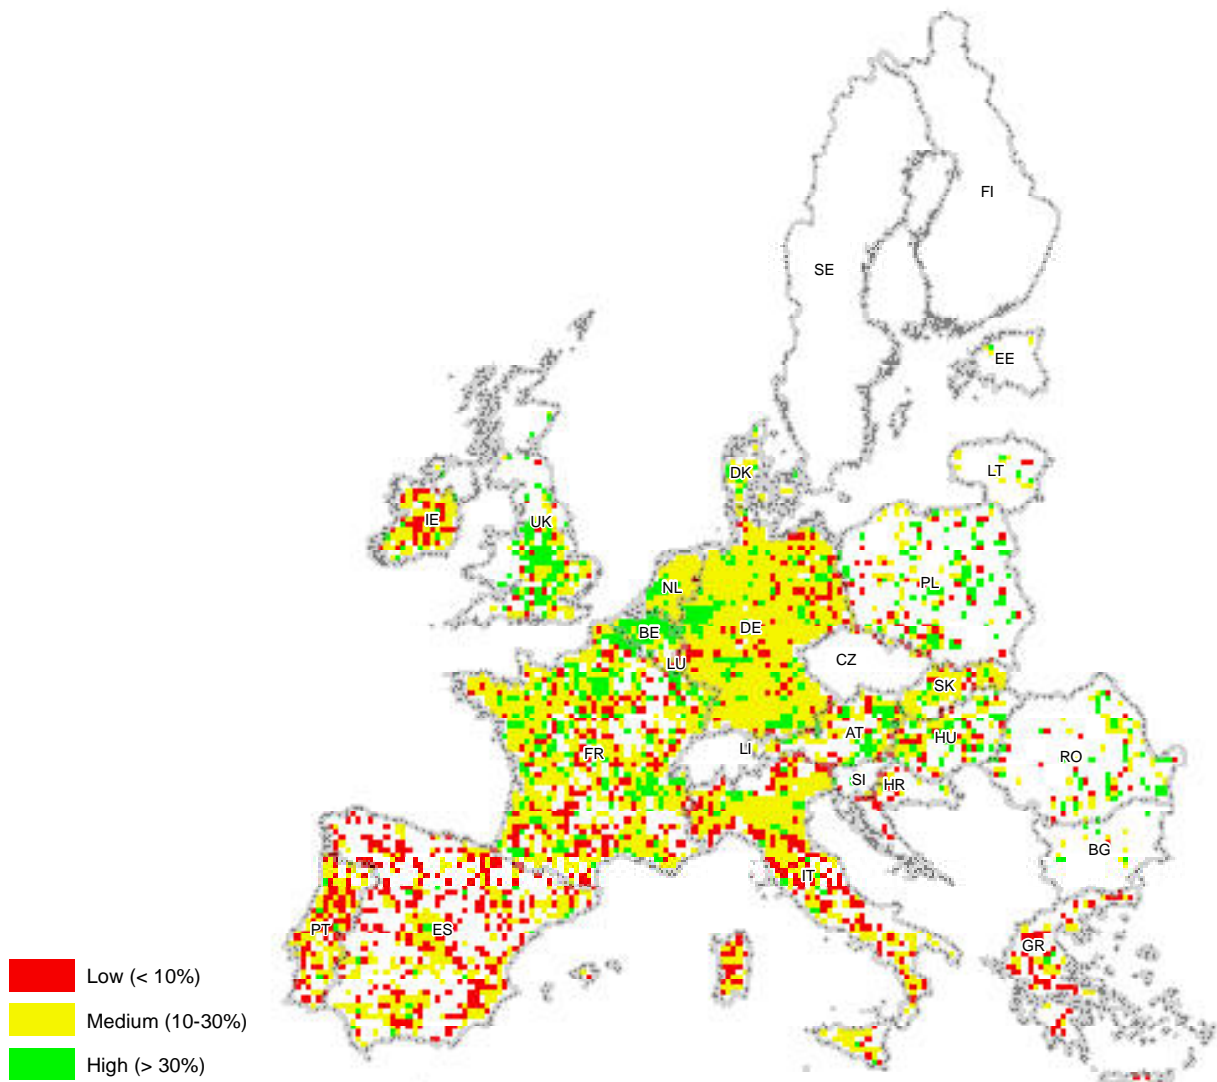 FI
SE
EE
LT
DK
IE
UK
PL
NL
BE
DE
LU
CZ
SK
AT
HU
FR
LI
RO
SI
HR
BG
IT
PT
ES
GR
Low (< 10%)
Medium (10-30%)
High (> 30%)